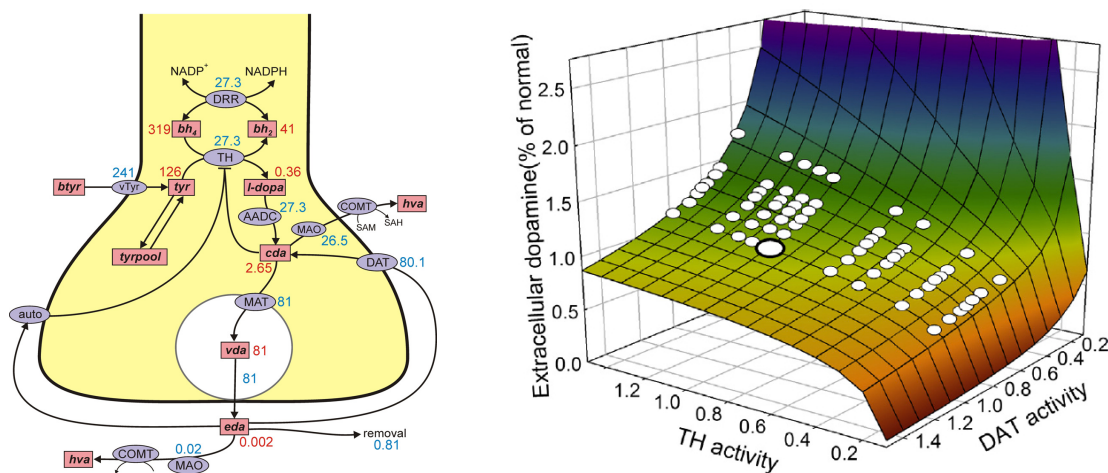 NADP+
NADPH
27.3
DRR
319
bh4
bh2
41
27.3
TH
241
126
0.36
btyr
vTyr
tyr
l-dopa
COMT
hva
AADC
27.3
MAO
SAM
SAH
26.5
tyrpool
cda
2.65
DAT
80.1
MAT
81
auto
vda
81
81
eda
removal
0.002
0.81
0.02
COMT
hva
MAO
Extracellular dopamine(% of normal)
2.5
2.0
1.5
1.0
0.5
0.0
1.2
1.0
0.8
0.6
0.4
0.2
TH activity
0.2
0.4
0.6
0.8
1.0
1.2
1.4
DAT activity